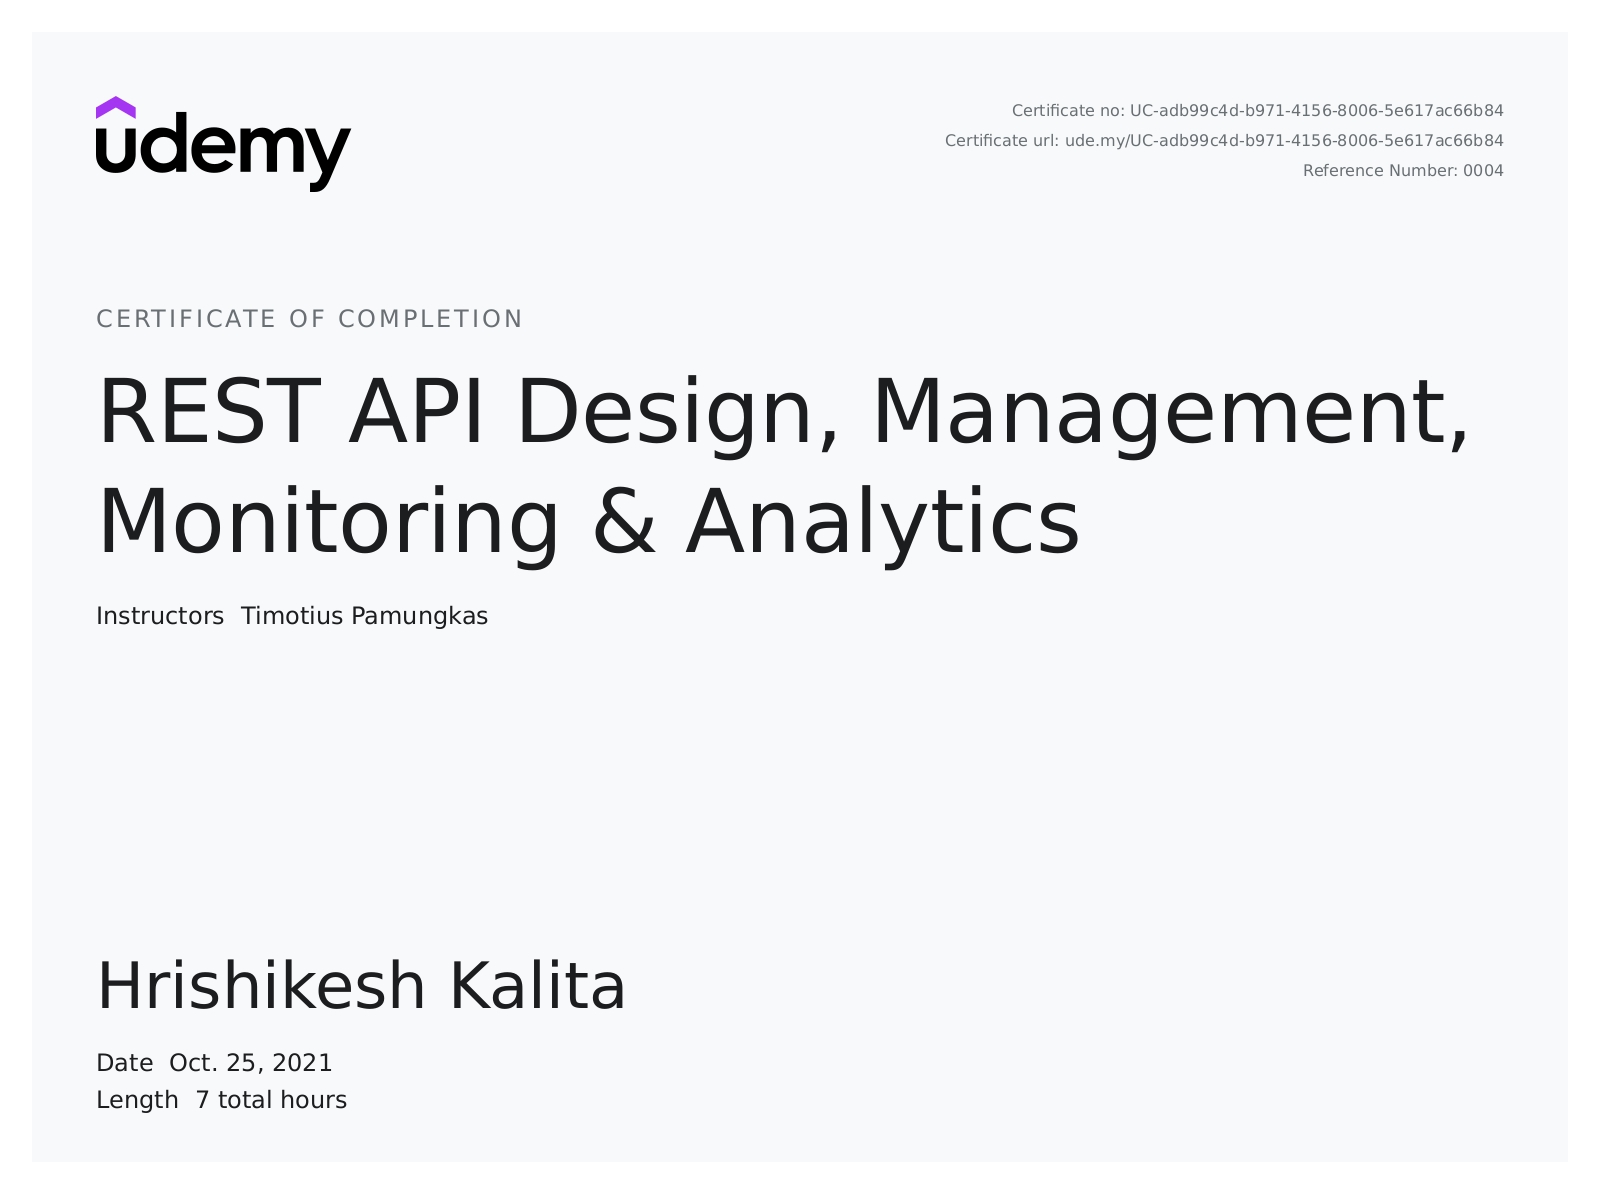 udemy
Certificate no: UC-adb99c4d-b971-4156-8006-5e617ac66b84
Certificate url: ude.my/UC-adb99c4d-b971-4156-8006-5e617ac66b84
Reference Number: 0004
CERTIFICATE OF COMPLETION
REST API Design, Management,
Monitoring & Analytics
Instructors Timotius Pamungkas
Hrishikesh Kalita
Date Oct. 25, 2021
Length 7 total hours